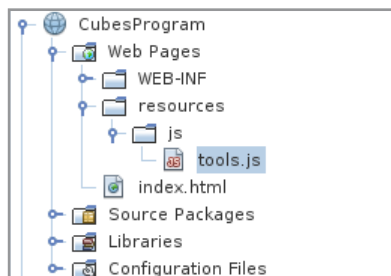 CubesProgram
Web Pages
WEB-INF
resources
js
tools.js
index.html
Source Packages
Libraries
Configuration Files